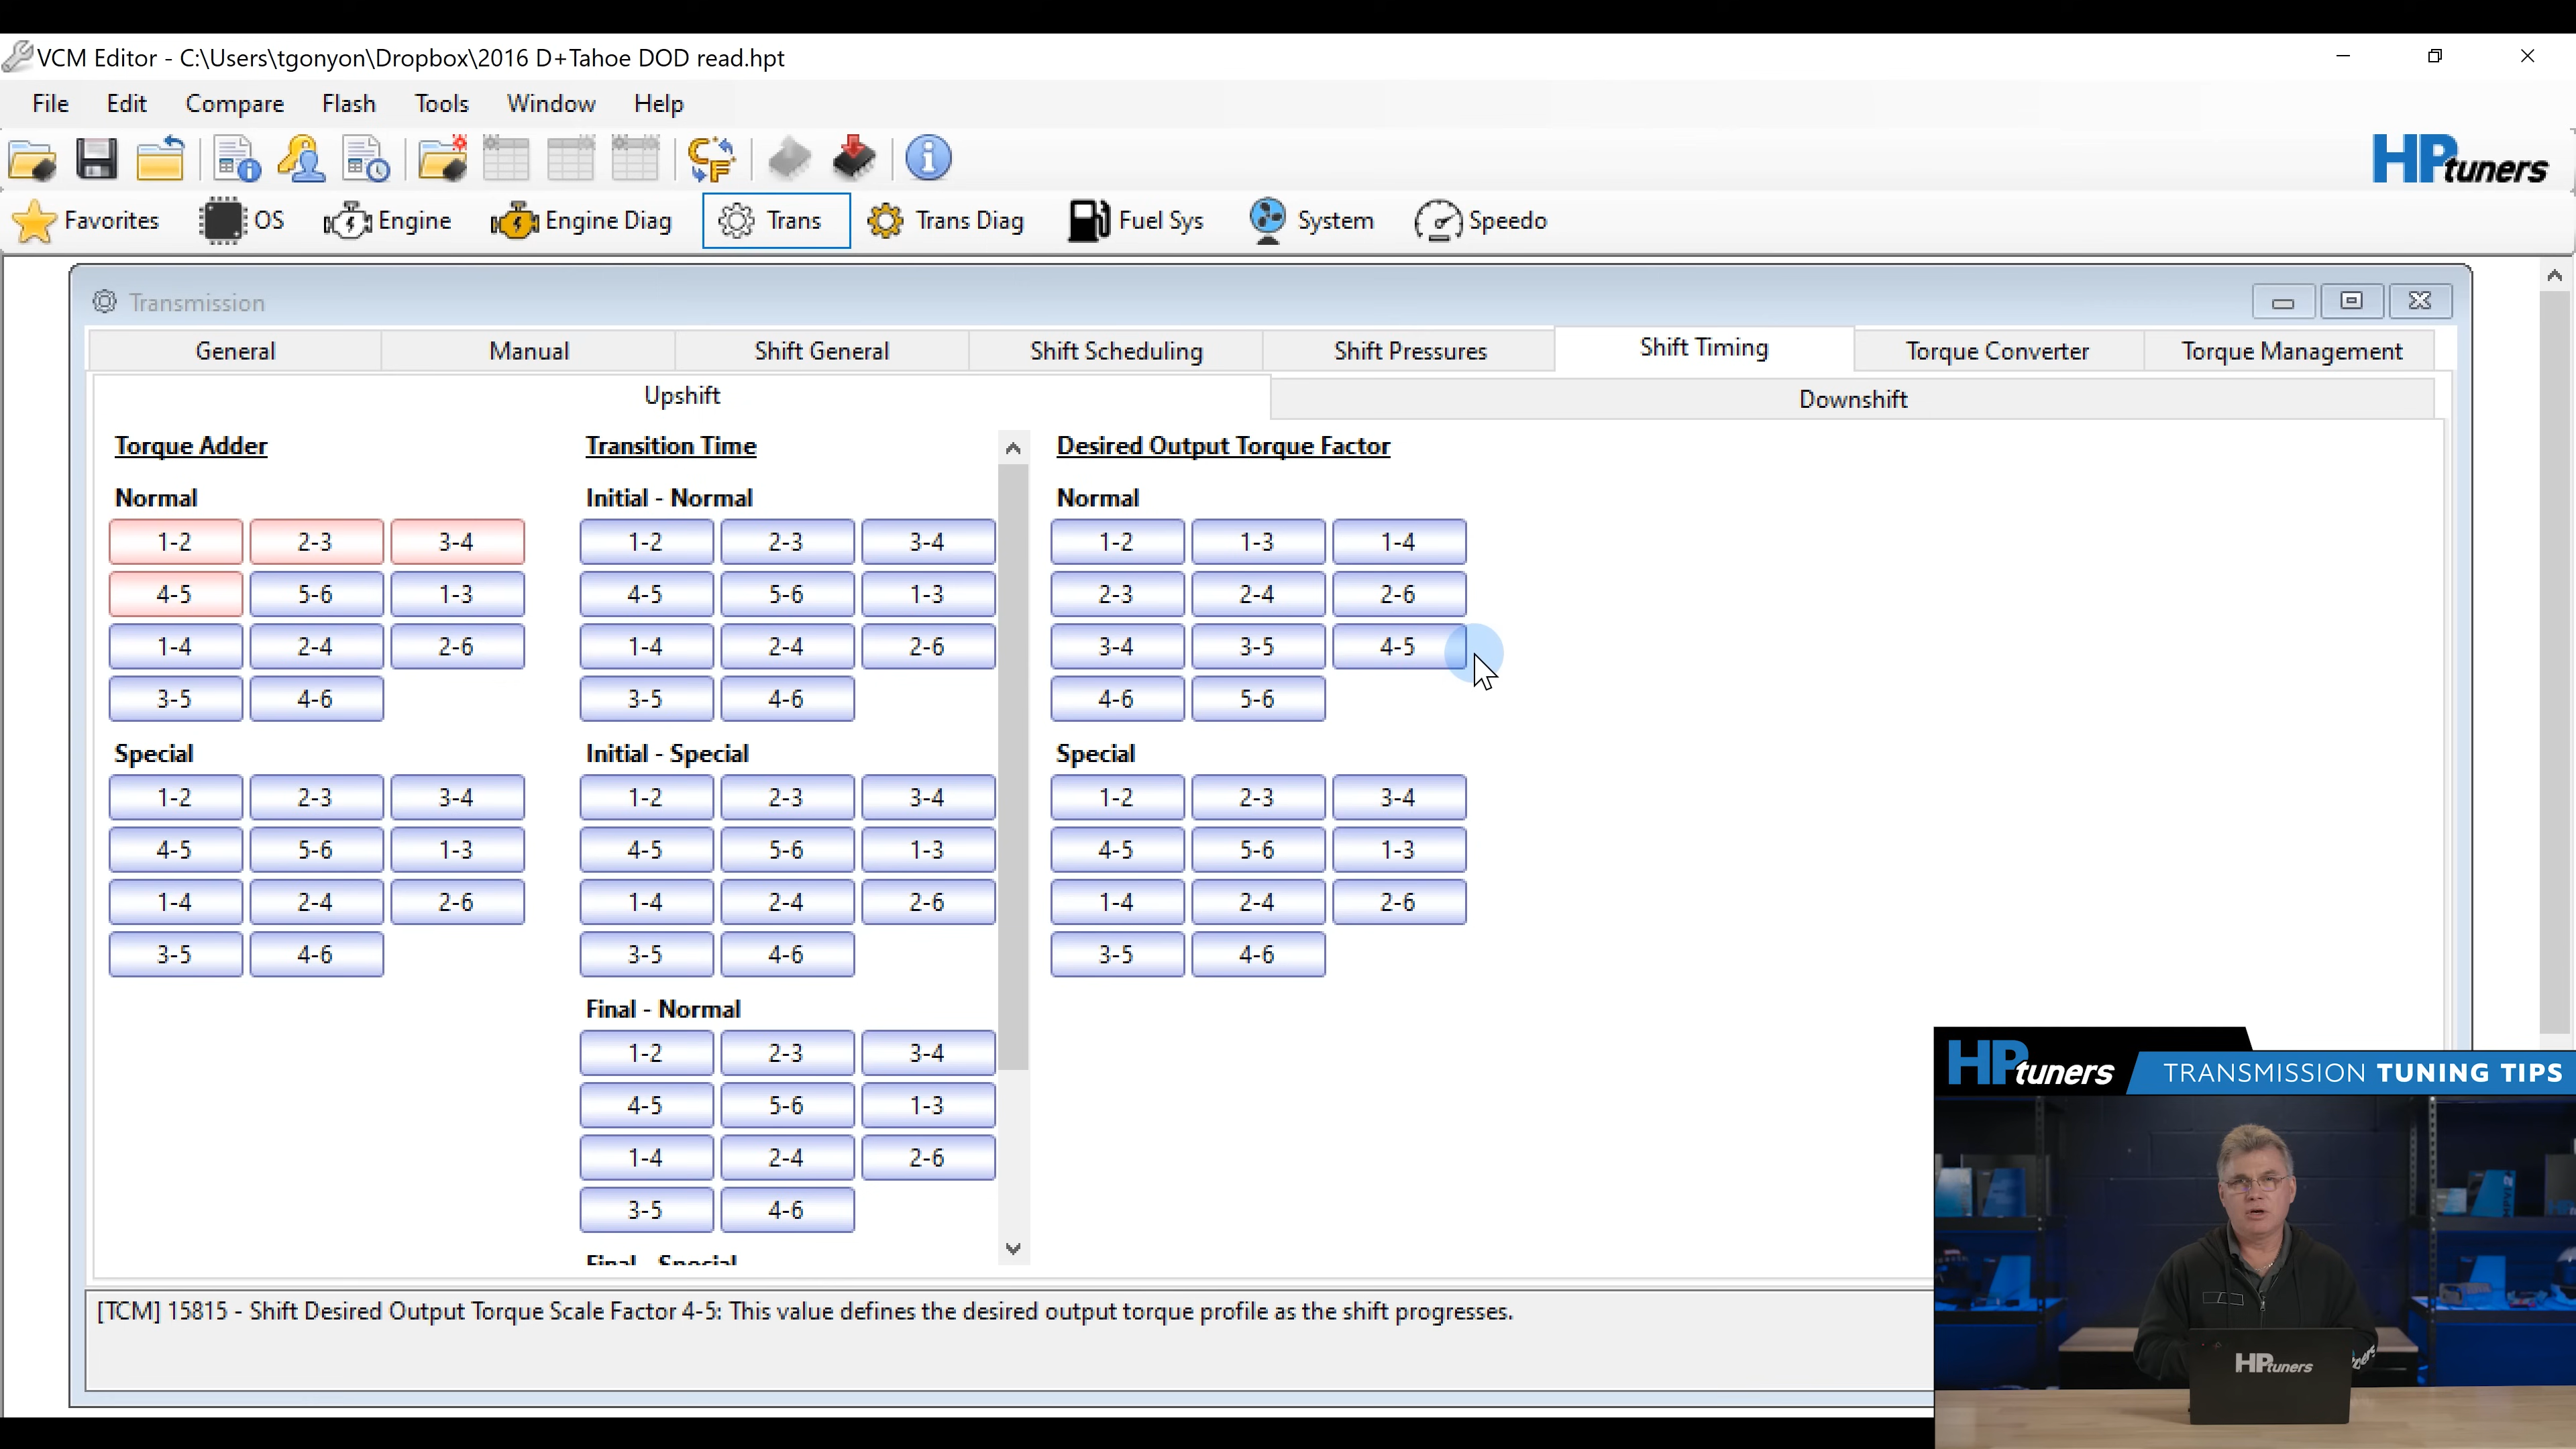 VCM Editor - C:\Users\tgonyon\Dropbox\2016 D+Tahoe DOD read.hpt
File Edit Compare Flash Tools Window Help
HPtuners
Favorites OS Engine Engine Diag Trans Trans Diag Fuel Sys System Speedo
Transmission
General Manual Shift General Shift Scheduling Shift Pressures Shift Timing Torque Converter Torque Management
Upshift Downshift
Torque Adder
Normal
1-2 2-3 3-4
4-5 5-6 1-3
1-4 2-4 2-6
3-5 4-6
Special
1-2 2-3 3-4
4-5 5-6 1-3
1-4 2-4 2-6
3-5 4-6
Transition Time
Initial - Normal
1-2 2-3 3-4
4-5 5-6 1-3
1-4 2-4 2-6
3-5 4-6
Initial - Special
1-2 2-3 3-4
4-5 5-6 1-3
1-4 2-4 2-6
3-5 4-6
Final - Normal
1-2 2-3 3-4
4-5 5-6 1-3
1-4 2-4 2-6
3-5 4-6
Final - Special
Desired Output Torque Factor
Normal
1-2 1-3 1-4
2-3 2-4 2-6
3-4 3-5 4-5
4-6 5-6
Special
1-2 2-3 3-4
4-5 5-6 1-3
1-4 2-4 2-6
3-5 4-6
[TCM] 15815 - Shift Desired Output Torque Scale Factor 4-5: This value defines the desired output torque profile as the shift progresses.
HPtuners TRANSMISSION TUNING TIPS
HPtuners